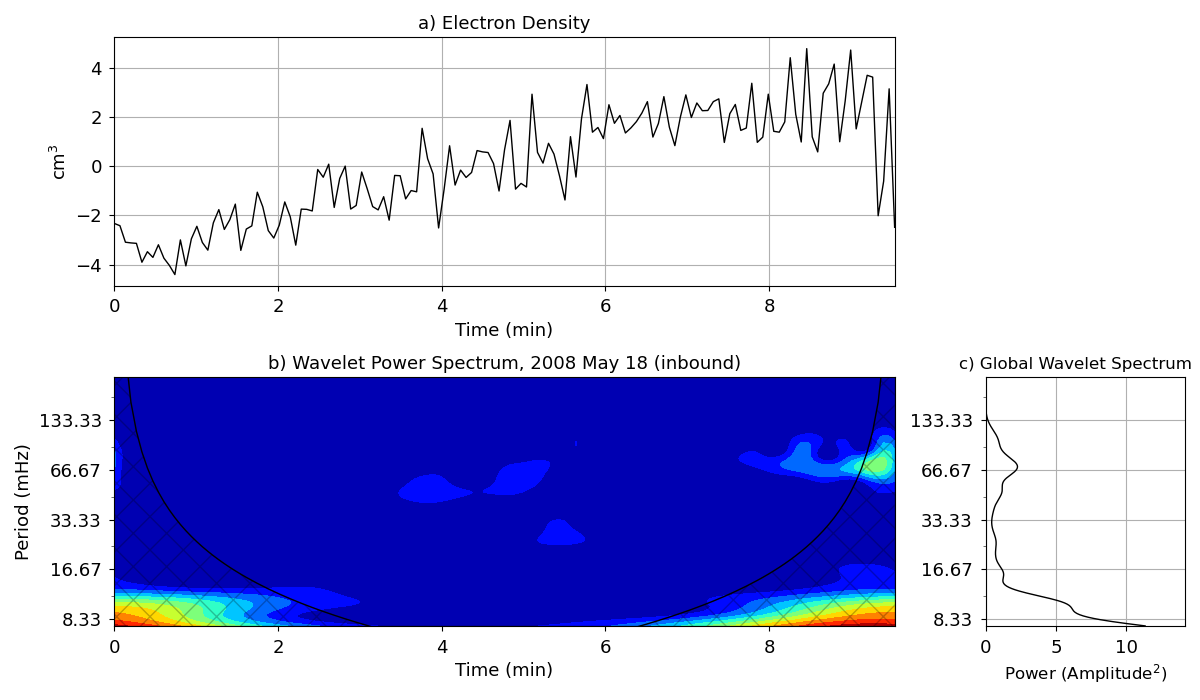 a) Electron Density
4
2
0
−2
−4
cm³
0 2 4 6 8
Time (min)
b) Wavelet Power Spectrum, 2008 May 18 (inbound)
133.33
66.67
33.33
16.67
8.33
Period (mHz)
0 2 4 6 8
Time (min)
c) Global Wavelet Spectrum
133.33
66.67
33.33
16.67
8.33
0 5 10
Power (Amplitude²)